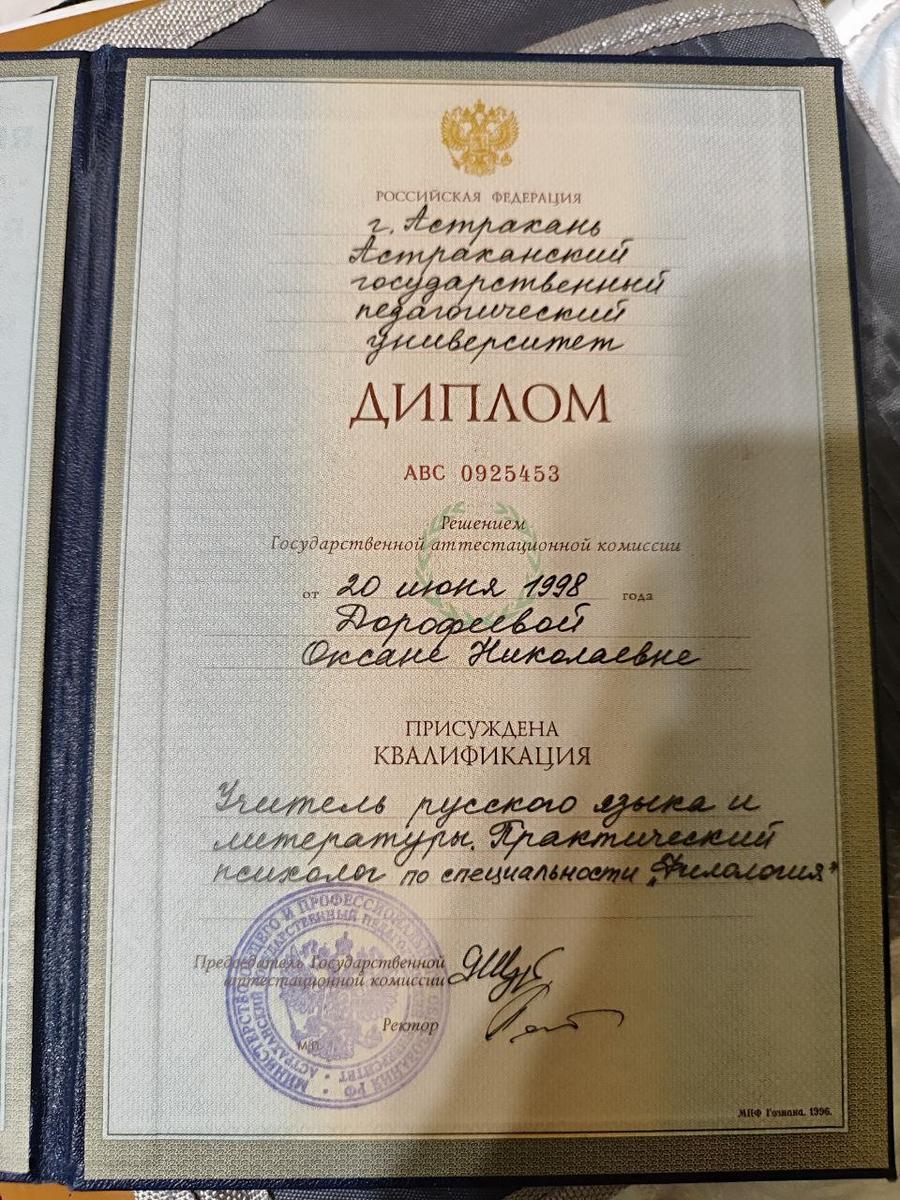 РОССИЙСКАЯ ФЕДЕРАЦИЯ
г. Астрахань
Астраханский
государственный
педагогический
университет
ДИПЛОМ
АВС 0925453
Решением
Государственной аттестационной комиссии
от 20 июня 1998 года
Дорофеевой
Оксане Николаевне
ПРИСУЖДЕНА
КВАЛИФИКАЦИЯ
Учитель русского языка и
литературы. Практический
психолог по специальности „Филология"
Председатель Государственной
аттестационной комиссии
Ректор
М.П.
МПФ Гознака. 1996.